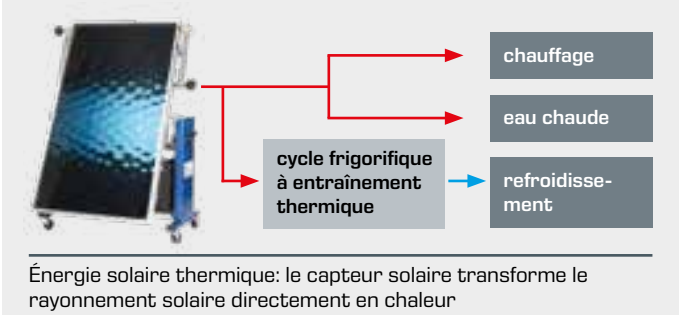 chauffage
eau chaude
cycle frigorifique
à entraînement
thermique
refroidisse-
ment
Énergie solaire thermique: le capteur solaire transforme le
rayonnement solaire directement en chaleur